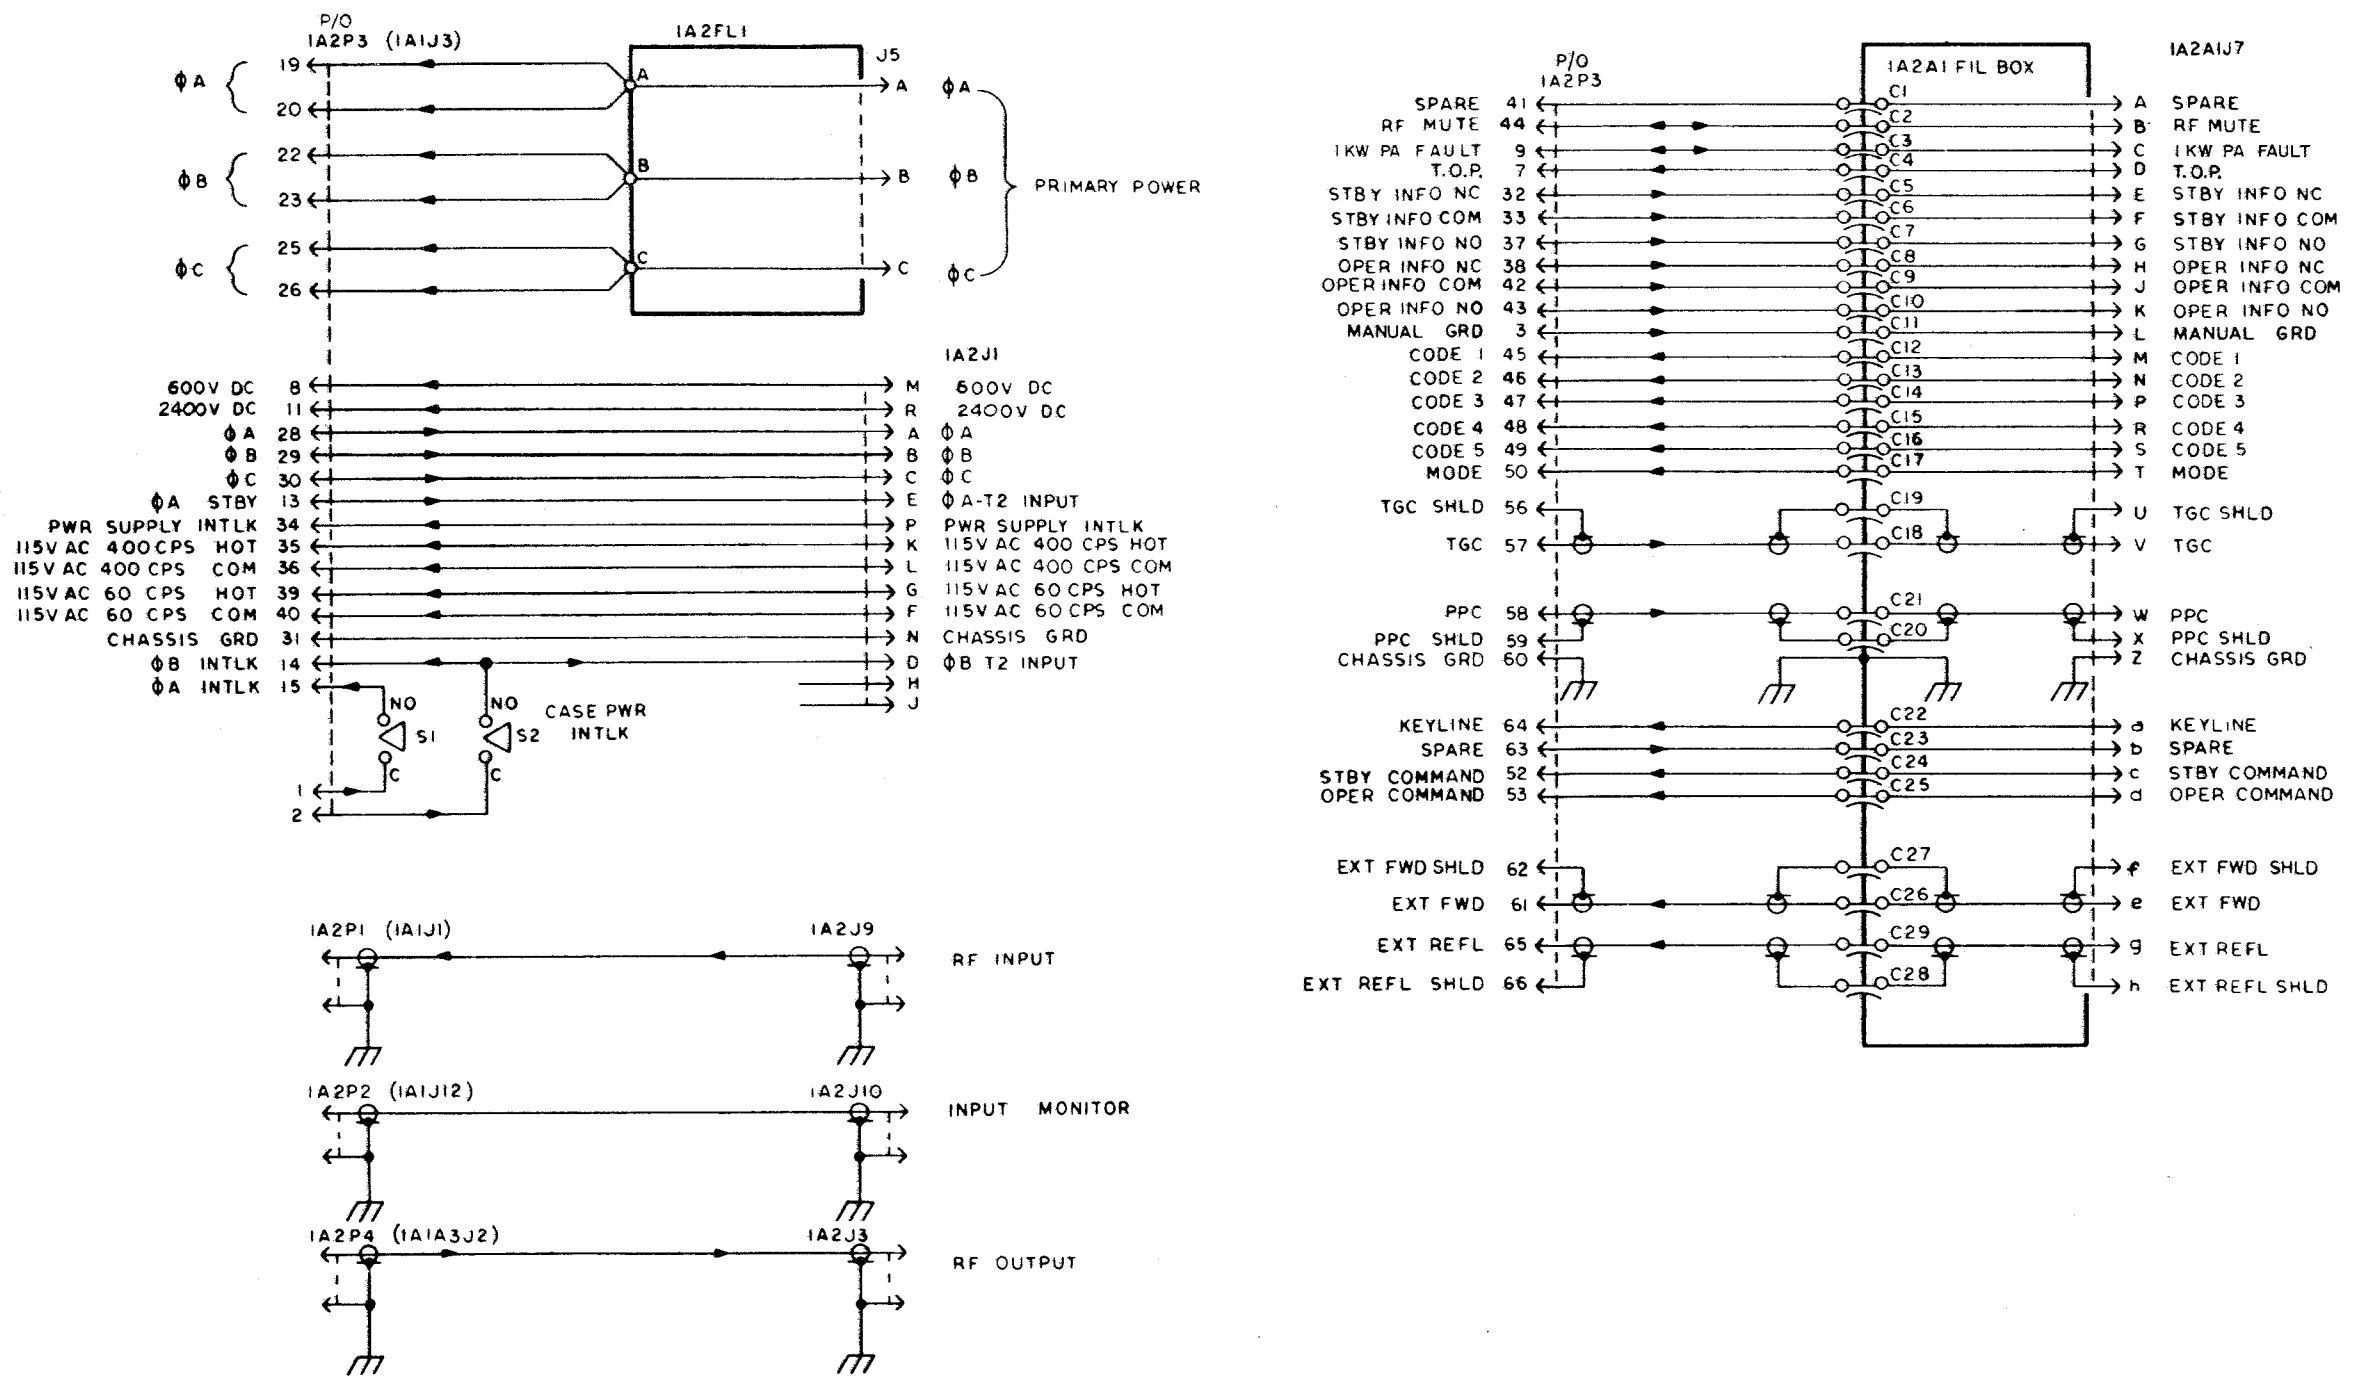 P/O
1A2P3 (1A1J3)
1A2FL1
J5
ΦA
19
20
A
A ΦA
ΦB
22
23
B
B ΦB
PRIMARY POWER
ΦC
25
26
C
C ΦC
1A2J1
600V DC 8 M 600V DC
2400V DC 11 R 2400V DC
ΦA 28 A ΦA
ΦB 29 B ΦB
ΦC 30 C ΦC
ΦA STBY 13 E ΦA-T2 INPUT
PWR SUPPLY INTLK 34 P PWR SUPPLY INTLK
115V AC 400CPS HOT 35 K 115V AC 400 CPS HOT
115V AC 400 CPS COM 36 L 115V AC 400 CPS COM
115V AC 60 CPS HOT 39 G 115V AC 60 CPS HOT
115V AC 60 CPS COM 40 F 115V AC 60 CPS COM
CHASSIS GRD 31 N CHASSIS GRD
ΦB INTLK 14 D ΦB T2 INPUT
ΦA INTLK 15 H
J
NO NO
S1 S2
CASE PWR
INTLK
C C
1
2
1A2P1 (1A1J1) 1A2J9
RF INPUT
1A2P2 (1A1J12) 1A2J10
INPUT MONITOR
1A2P4 (1A1A3J2) 1A2J3
RF OUTPUT
P/O
1A2P3
1A2A1 FIL BOX
1A2A1J7
SPARE 41 C1 A SPARE
RF MUTE 44 C2 B RF MUTE
1KW PA FAULT 9 C3 C 1KW PA FAULT
T.O.P. 7 C4 D T.O.P.
STBY INFO NC 32 C5 E STBY INFO NC
STBY INFO COM 33 C6 F STBY INFO COM
STBY INFO NO 37 C7 G STBY INFO NO
OPER INFO NC 38 C8 H OPER INFO NC
OPER INFO COM 42 C9 J OPER INFO COM
OPER INFO NO 43 C10 K OPER INFO NO
MANUAL GRD 3 C11 L MANUAL GRD
CODE 1 45 C12 M CODE 1
CODE 2 46 C13 N CODE 2
CODE 3 47 C14 P CODE 3
CODE 4 48 C15 R CODE 4
CODE 5 49 C16 S CODE 5
MODE 50 C17 T MODE
TGC SHLD 56 C19 U TGC SHLD
TGC 57 C18 V TGC
PPC 58 C21 W PPC
PPC SHLD 59 C20 X PPC SHLD
CHASSIS GRD 60 Z CHASSIS GRD
KEYLINE 64 C22 a KEYLINE
SPARE 63 C23 b SPARE
STBY COMMAND 52 C24 c STBY COMMAND
OPER COMMAND 53 C25 d OPER COMMAND
EXT FWD SHLD 62 C27 f EXT FWD SHLD
EXT FWD 61 C26 e EXT FWD
EXT REFL 65 C29 g EXT REFL
EXT REFL SHLD 66 C28 h EXT REFL SHLD